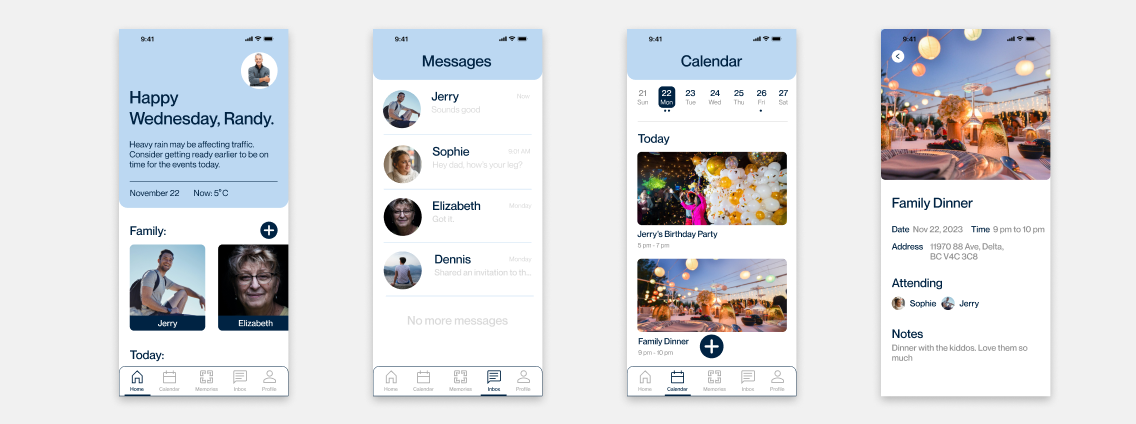 9:41
Happy
Wednesday, Randy.
Heavy rain may be affecting traffic.
Consider getting ready earlier to be on
time for the events today.
November 22 Now: 5°C
Family:
Jerry Elizabeth
Today:
Home Calendar Memories Inbox Profile
9:41
Messages
Jerry Now
Sounds good
Sophie 9:01 AM
Hey dad, how's your leg?
Elizabeth Monday
Got it.
Dennis Monday
Shared an invitation to th...
No more messages
Home Calendar Memories Inbox Profile
9:41
Calendar
21 22 23 24 25 26 27
Sun Mon Tue Wed Thu Fri Sat
Today
Jerry's Birthday Party
5 pm - 7 pm
Family Dinner
9 pm - 10 pm
Home Calendar Memories Inbox Profile
9:41
Family Dinner
Date Nov 22, 2023 Time 9 pm to 10 pm
Address 11970 88 Ave, Delta,
BC V4C 3C8
Attending
Sophie Jerry
Notes
Dinner with the kiddos. Love them so
much